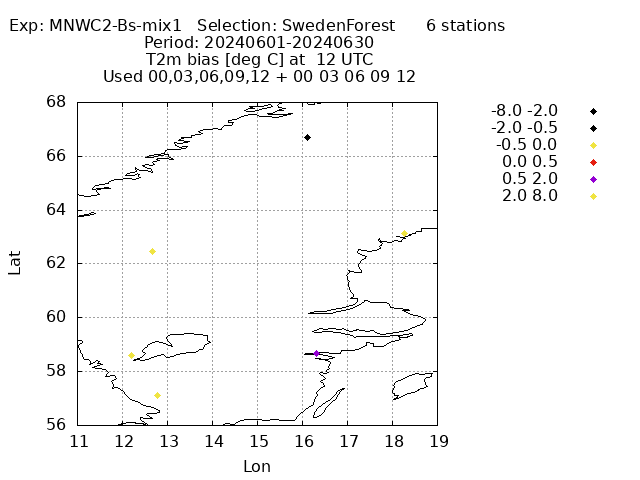 Exp: MNWC2-Bs-mix1   Selection: SwedenForest      6 stations
Period: 20240601-20240630
T2m bias [deg C] at  12 UTC
Used 00,03,06,09,12 + 00 03 06 09 12
-8.0 -2.0
-2.0 -0.5
-0.5 0.0
0.0 0.5
0.5 2.0
2.0 8.0
68
66
64
62
60
58
56
Lat
11 12 13 14 15 16 17 18 19
Lon